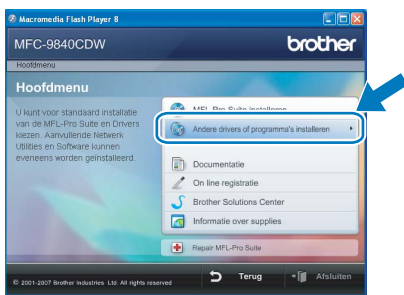 Macromedia Flash Player 8
MFC-9840CDW
brother
Hoofdmenu
Hoofdmenu
U kunt voor standaard installatie
van de MFL-Pro Suite en Drivers
kiezen. Aanvullende Netwerk
Utilities en Software kunnen
eveneens worden geïnstalleerd.
MFL-Pro Suite installeren
Andere drivers of programma's installeren
Documentatie
On line registratie
Brother Solutions Center
Informatie over supplies
Repair MFL-Pro Suite
© 2001-2007 Brother Industries Ltd. All rights reserved
Terug
Afsluiten